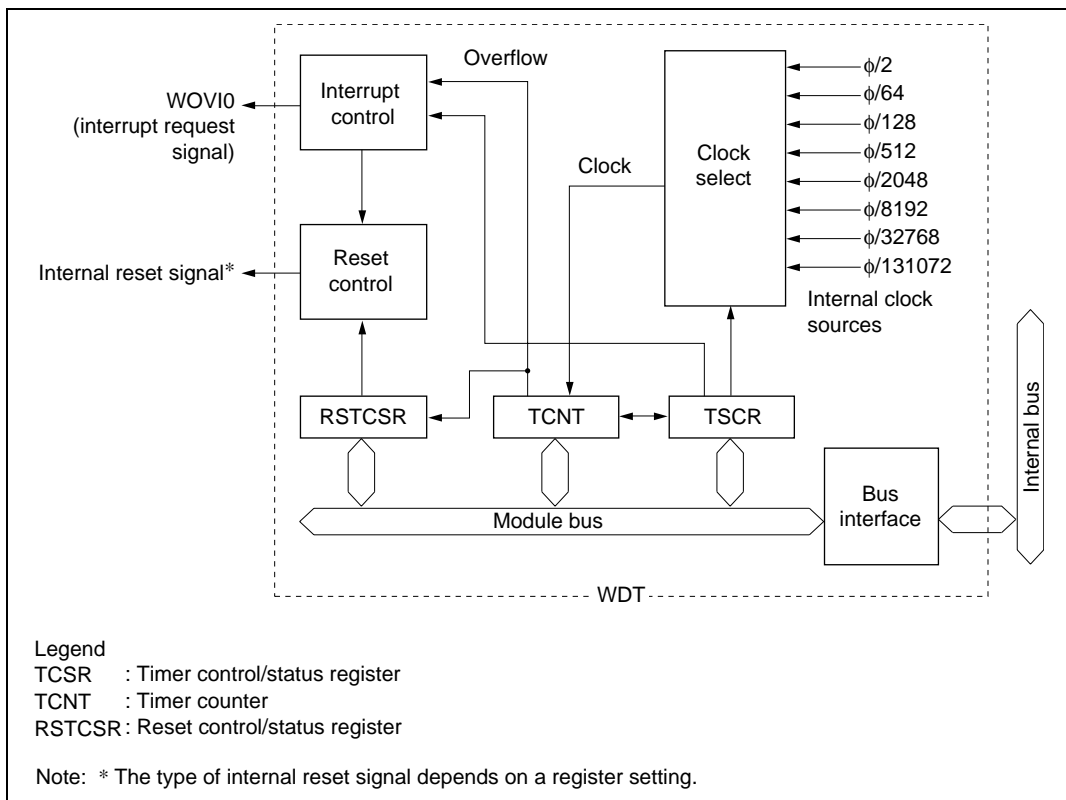 Overflow
Interrupt
control
WOVI0
(interrupt request
signal)
Clock
Clock
select
ϕ/2
ϕ/64
ϕ/128
ϕ/512
ϕ/2048
ϕ/8192
ϕ/32768
ϕ/131072
Internal clock
sources
Internal reset signal*
Reset
control
RSTCSR
TCNT
TSCR
Module bus
Bus
interface
Internal bus
WDT
Legend
TCSR : Timer control/status register
TCNT : Timer counter
RSTCSR : Reset control/status register
Note: * The type of internal reset signal depends on a register setting.